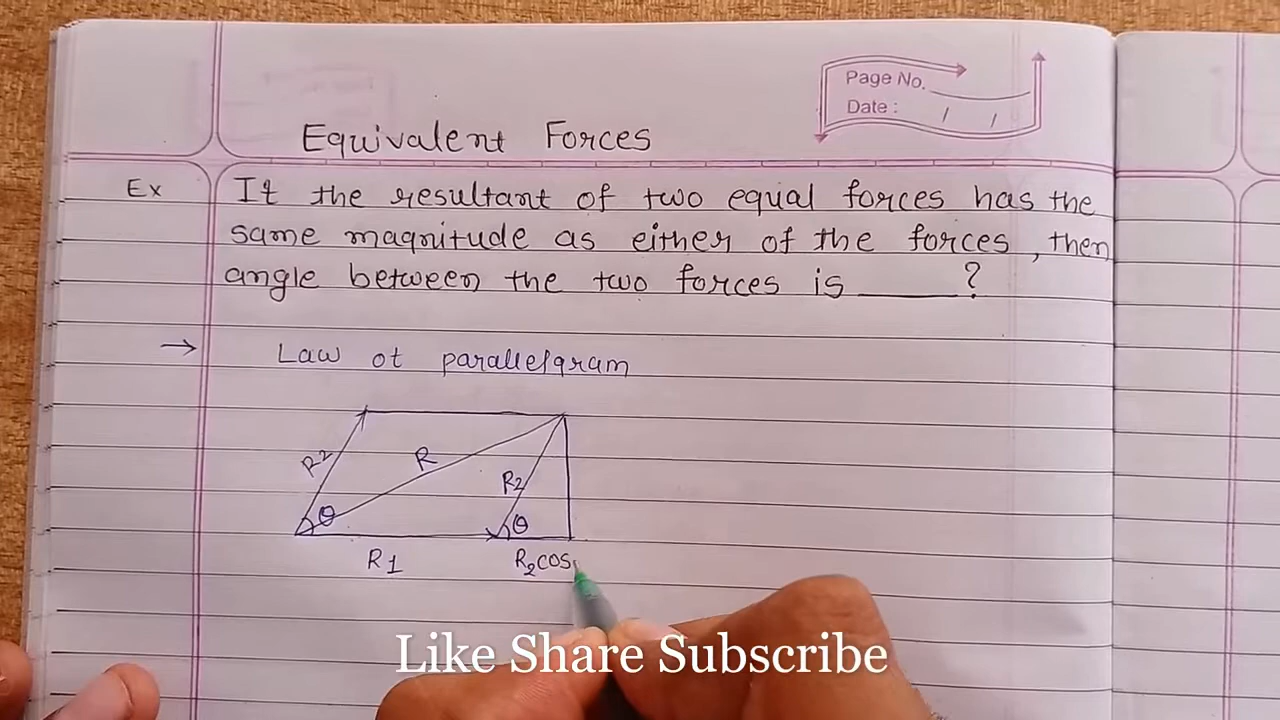 Page No.
Date : / /
Equivalent Forces
Ex
If the resultant of two equal forces has the
same magnitude as either of the forces, then
angle between the two forces is ____ ?
→ Law of parallelgram
R2
R
R2
θ
θ
R1
R2cos
Like Share Subscribe